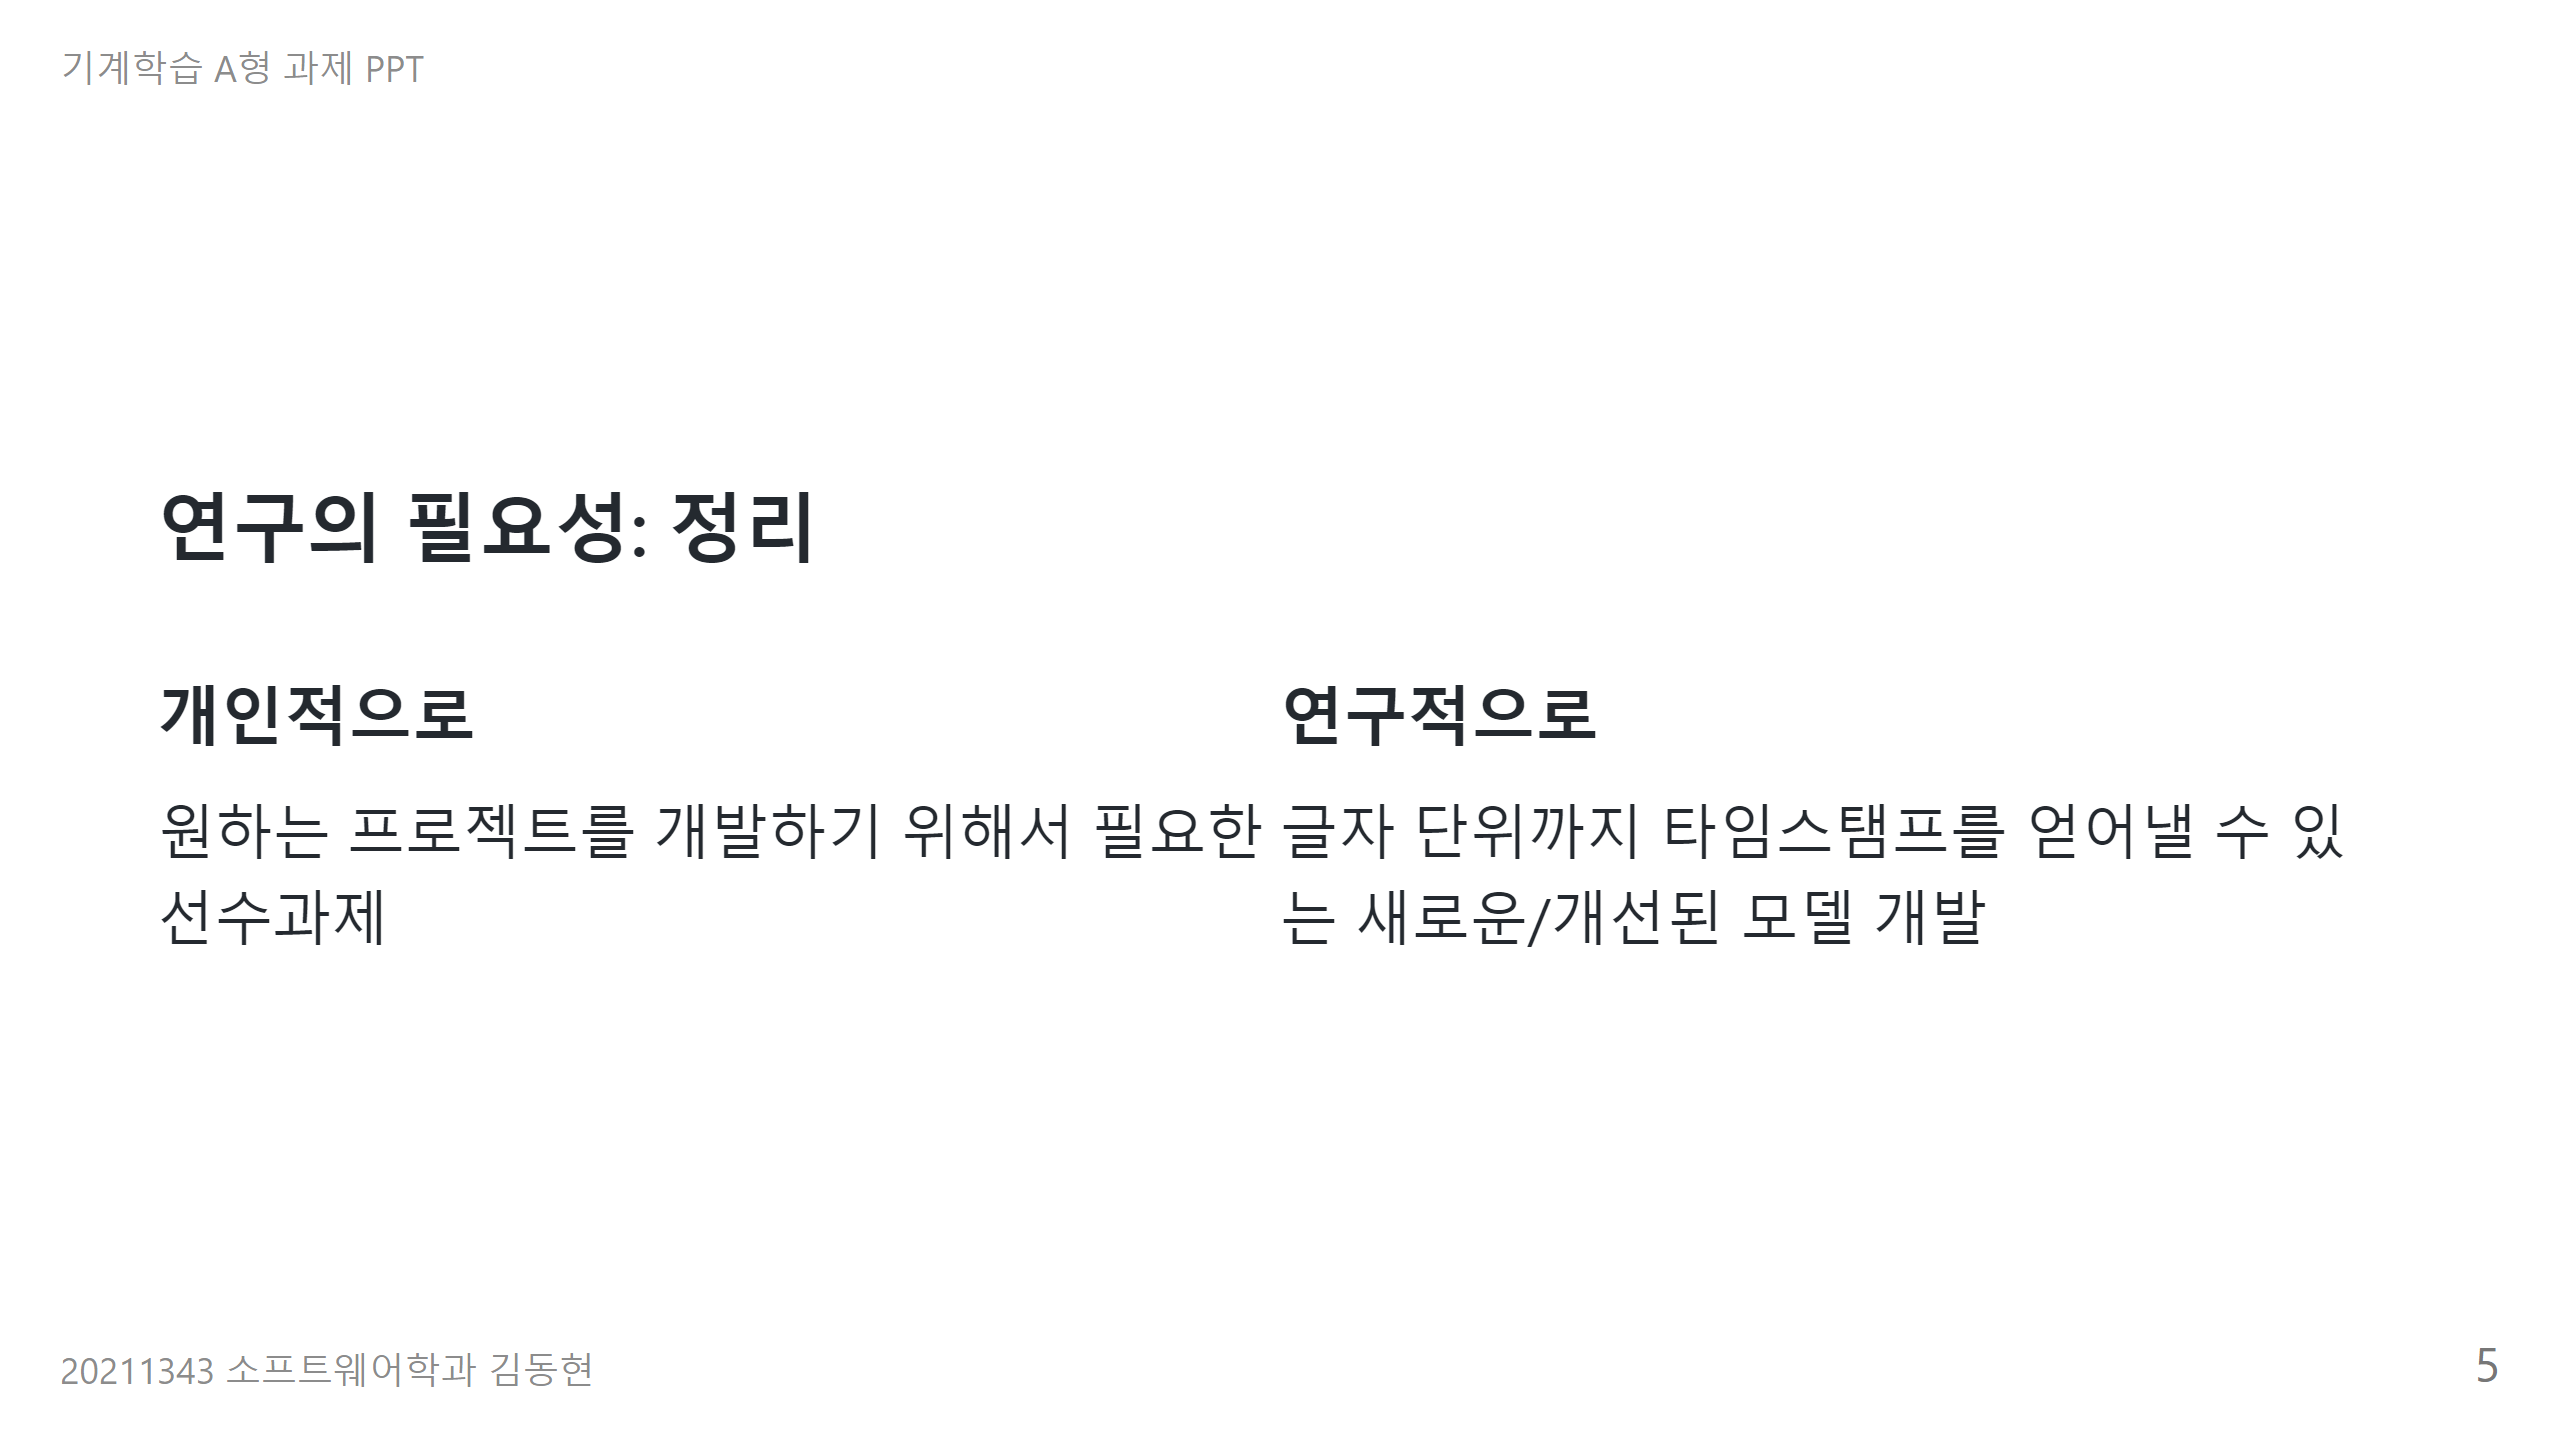 기계학습 A형 과제 PPT
연구의 필요성: 정리
개인적으로
원하는 프로젝트를 개발하기 위해서 필요한
선수과제
연구적으로
글자 단위까지 타임스탬프를 얻어낼 수 있
는 새로운/개선된 모델 개발
20211343 소프트웨어학과 김동현
5